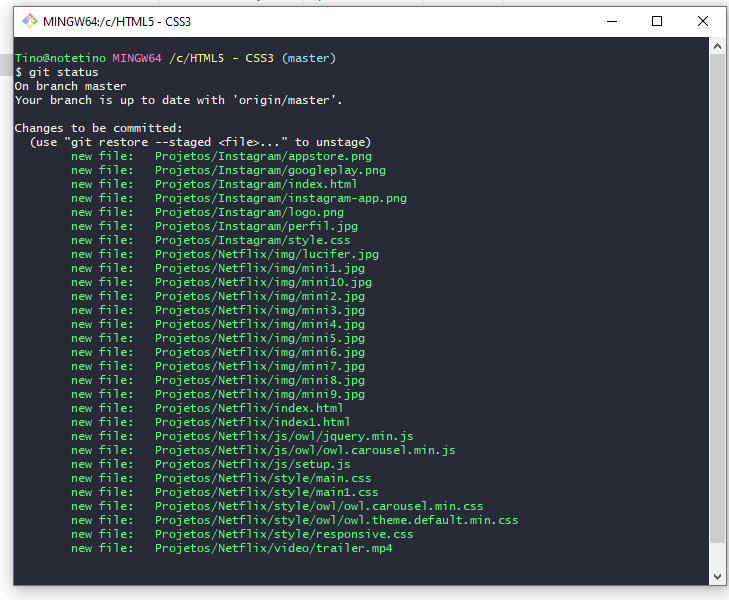 MINGW64:/c/HTML5 - CSS3
Tino@notetino MINGW64 /c/HTML5 - CSS3 (master)
$ git status
On branch master
Your branch is up to date with 'origin/master'.
Changes to be committed:
  (use "git restore --staged <file>..." to unstage)
        new file:   Projetos/Instagram/appstore.png
        new file:   Projetos/Instagram/googleplay.png
        new file:   Projetos/Instagram/index.html
        new file:   Projetos/Instagram/instagram-app.png
        new file:   Projetos/Instagram/logo.png
        new file:   Projetos/Instagram/perfil.jpg
        new file:   Projetos/Instagram/style.css
        new file:   Projetos/Netflix/img/lucifer.jpg
        new file:   Projetos/Netflix/img/mini1.jpg
        new file:   Projetos/Netflix/img/mini10.jpg
        new file:   Projetos/Netflix/img/mini2.jpg
        new file:   Projetos/Netflix/img/mini3.jpg
        new file:   Projetos/Netflix/img/mini4.jpg
        new file:   Projetos/Netflix/img/mini5.jpg
        new file:   Projetos/Netflix/img/mini6.jpg
        new file:   Projetos/Netflix/img/mini7.jpg
        new file:   Projetos/Netflix/img/mini8.jpg
        new file:   Projetos/Netflix/img/mini9.jpg
        new file:   Projetos/Netflix/index.html
        new file:   Projetos/Netflix/index1.html
        new file:   Projetos/Netflix/js/owl/jquery.min.js
        new file:   Projetos/Netflix/js/owl/owl.carousel.min.js
        new file:   Projetos/Netflix/js/setup.js
        new file:   Projetos/Netflix/style/main.css
        new file:   Projetos/Netflix/style/main1.css
        new file:   Projetos/Netflix/style/owl/owl.carousel.min.css
        new file:   Projetos/Netflix/style/owl/owl.theme.default.min.css
        new file:   Projetos/Netflix/style/responsive.css
        new file:   Projetos/Netflix/video/trailer.mp4